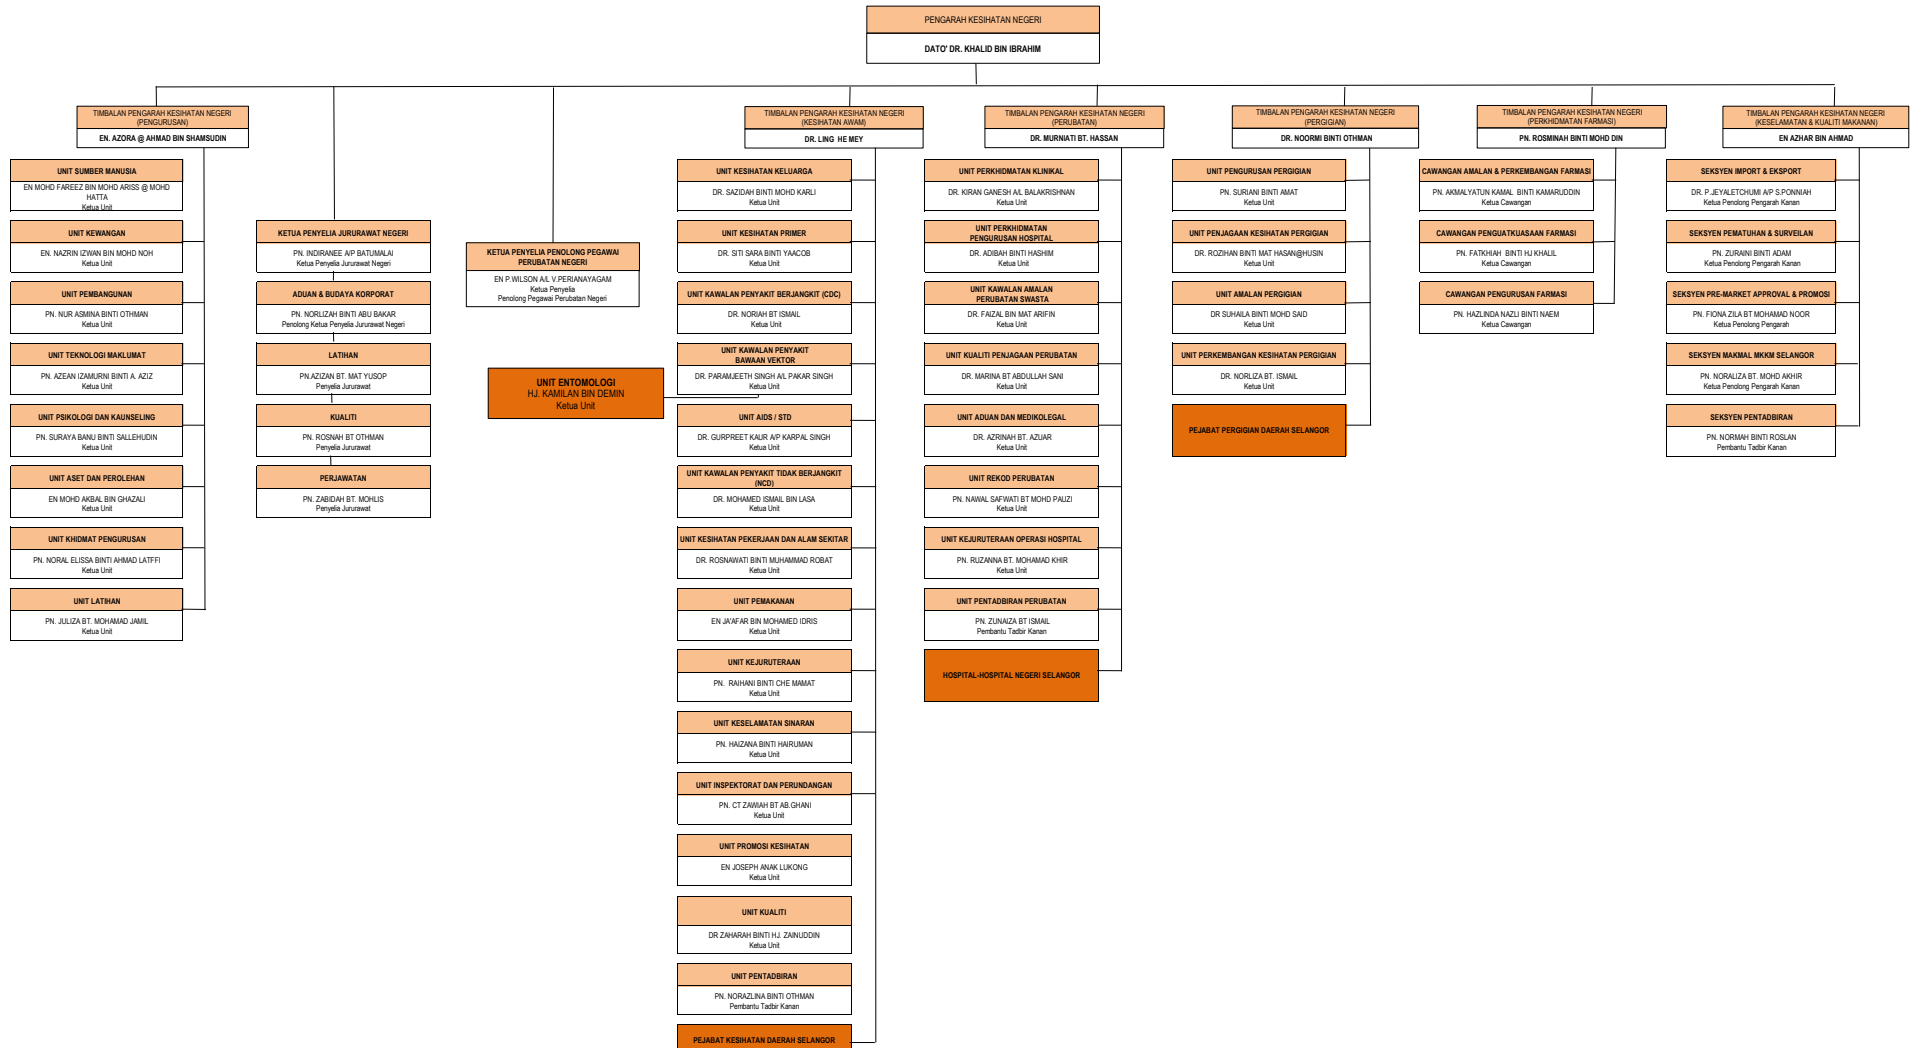 PENGARAH KESIHATAN NEGERI
DATO' DR. KHALID BIN IBRAHIM
TIMBALAN PENGARAH KESIHATAN NEGERI
(PENGURUSAN)
EN. AZORA @ AHMAD BIN SHAMSUDIN
UNIT SUMBER MANUSIA
EN MOHD FAREEZ BIN MOHD ARISS @ MOHD
HATTA
Ketua Unit
UNIT KEWANGAN
EN. NAZRIN IZWAN BIN MOHD NOH
Ketua Unit
UNIT PEMBANGUNAN
PN. NUR ASMINA BINTI OTHMAN
Ketua Unit
UNIT TEKNOLOGI MAKLUMAT
PN. AZEAN IZAMURNI BINTI A. AZIZ
Ketua Unit
UNIT PSIKOLOGI DAN KAUNSELING
PN. SURAYA BANU BINTI SALLEHUDIN
Ketua Unit
UNIT ASET DAN PEROLEHAN
EN MOHD AKBAL BIN GHAZALI
Ketua Unit
UNIT KHIDMAT PENGURUSAN
PN. NORAL ELISSA BINTI AHMAD LATFFI
Ketua Unit
UNIT LATIHAN
PN. JULIZA BT. MOHAMAD JAMIL
Ketua Unit
KETUA PENYELIA JURURAWAT NEGERI
PN. INDIRANEE A/P BATUMALAI
Ketua Penyelia Jururawat Negeri
ADUAN & BUDAYA KORPORAT
PN. NORLIZAH BINTI ABU BAKAR
Penolong Ketua Penyelia Jururawat Negeri
LATIHAN
PN.AZIZAN BT. MAT YUSOP
Penyelia Jururawat
KUALITI
PN. ROSNAH BT OTHMAN
Penyelia Jururawat
PERJAWATAN
PN. ZABIDAH BT. MOHLIS
Penyelia Jururawat
KETUA PENYELIA PENOLONG PEGAWAI
PERUBATAN NEGERI
EN P.WILSON A/L V.PERIANAYAGAM
Ketua Penyelia
Penolong Pegawai Perubatan Negeri
UNIT ENTOMOLOGI
HJ. KAMILAN BIN DEMIN
Ketua Unit
TIMBALAN PENGARAH KESIHATAN NEGERI
(KESIHATAN AWAM)
DR. LING HE MEY
UNIT KESIHATAN KELUARGA
DR. SAZIDAH BINTI MOHD KARLI
Ketua Unit
UNIT KESIHATAN PRIMER
DR. SITI SARA BINTI YAACOB
Ketua Unit
UNIT KAWALAN PENYAKIT BERJANGKIT (CDC)
DR. NORIAH BT ISMAIL
Ketua Unit
UNIT KAWALAN PENYAKIT
BAWAAN VEKTOR
DR. PARAMJEETH SINGH A/L PAKAR SINGH
Ketua Unit
UNIT AIDS / STD
DR. GURPREET KAUR A/P KARPAL SINGH
Ketua Unit
UNIT KAWALAN PENYAKIT TIDAK BERJANGKIT
(NCD)
DR. MOHAMED ISMAIL BIN LASA
Ketua Unit
UNIT KESIHATAN PEKERJAAN DAN ALAM SEKITAR
DR. ROSNAWATI BINTI MUHAMMAD ROBAT
Ketua Unit
UNIT PEMAKANAN
EN JA'AFAR BIN MOHAMED IDRIS
Ketua Unit
UNIT KEJURUTERAAN
PN. RAIHANI BINTI CHE MAMAT
Ketua Unit
UNIT KESELAMATAN SINARAN
PN. HAIZANA BINTI HAIRUMAN
Ketua Unit
UNIT INSPEKTORAT DAN PERUNDANGAN
PN. CT ZAWIAH BT AB.GHANI
Ketua Unit
UNIT PROMOSI KESIHATAN
EN JOSEPH ANAK LUKONG
Ketua Unit
UNIT KUALITI
DR ZAHARAH BINTI HJ. ZAINUDDIN
Ketua Unit
UNIT PENTADBIRAN
PN. NORAZLINA BINTI OTHMAN
Pembantu Tadbir Kanan
PEJABAT KESIHATAN DAERAH SELANGOR
TIMBALAN PENGARAH KESIHATAN NEGERI
(PERUBATAN)
DR. MURNIATI BT. HASSAN
UNIT PERKHIDMATAN KLINIKAL
DR. KIRAN GANESH A/L BALAKRISHNAN
Ketua Unit
UNIT PERKHIDMATAN
PENGURUSAN HOSPITAL
DR. ADIBAH BINTI HASHIM
Ketua Unit
UNIT KAWALAN AMALAN
PERUBATAN SWASTA
DR. FAIZAL BIN MAT ARIFIN
Ketua Unit
UNIT KUALITI PENJAGAAN PERUBATAN
DR. MARINA BT ABDULLAH SANI
Ketua Unit
UNIT ADUAN DAN MEDIKOLEGAL
DR. AZRINAH BT. AZUAR
Ketua Unit
UNIT REKOD PERUBATAN
PN. NAWAL SAFWATI BT MOHD PAUZI
Ketua Unit
UNIT KEJURUTERAAN OPERASI HOSPITAL
PN. RUZANNA BT. MOHAMAD KHIR
Ketua Unit
UNIT PENTADBIRAN PERUBATAN
PN. ZUNAIZA BT ISMAIL
Pembantu Tadbir Kanan
HOSPITAL-HOSPITAL NEGERI SELANGOR
TIMBALAN PENGARAH KESIHATAN NEGERI
(PERGIGIAN)
DR. NOORMI BINTI OTHMAN
UNIT PENGURUSAN PERGIGIAN
PN. SURIANI BINTI AMAT
Ketua Unit
UNIT PENJAGAAN KESIHATAN PERGIGIAN
DR. ROZIHAN BINTI MAT HASAN@HUSIN
Ketua Unit
UNIT AMALAN PERGIGIAN
DR SUHAILA BINTI MOHD SAID
Ketua Unit
UNIT PERKEMBANGAN KESIHATAN PERGIGIAN
DR. NORLIZA BT. ISMAIL
Ketua Unit
PEJABAT PERGIGIAN DAERAH SELANGOR
TIMBALAN PENGARAH KESIHATAN NEGERI
(PERKHIDMATAN FARMASI)
PN. ROSMINAH BINTI MOHD DIN
CAWANGAN AMALAN & PERKEMBANGAN FARMASI
PN. AKMALYATUN KAMAL BINTI KAMARUDDIN
Ketua Cawangan
CAWANGAN PENGUATKUASAAN FARMASI
PN. FATKHIAH BINTI HJ KHALIL
Ketua Cawangan
CAWANGAN PENGURUSAN FARMASI
PN. HAZLINDA NAZLI BINTI NAEM
Ketua Cawangan
TIMBALAN PENGARAH KESIHATAN NEGERI
(KESELAMATAN & KUALITI MAKANAN)
EN AZHAR BIN AHMAD
SEKSYEN IMPORT & EKSPORT
DR. P.JEYALETCHUMI A/P S.PONNIAH
Ketua Penolong Pengarah Kanan
SEKSYEN PEMATUHAN & SURVEILAN
PN. ZURAINI BINTI ADAM
Ketua Penolong Pengarah Kanan
SEKSYEN PRE-MARKET APPROVAL & PROMOSI
PN. FIONA ZILA BT MOHAMAD NOOR
Ketua Penolong Pengarah
SEKSYEN MAKMAL MKKM SELANGOR
PN. NORALIZA BT. MOHD AKHIR
Ketua Penolong Pengarah Kanan
SEKSYEN PENTADBIRAN
PN. NORMAH BINTI ROSLAN
Pembantu Tadbir Kanan